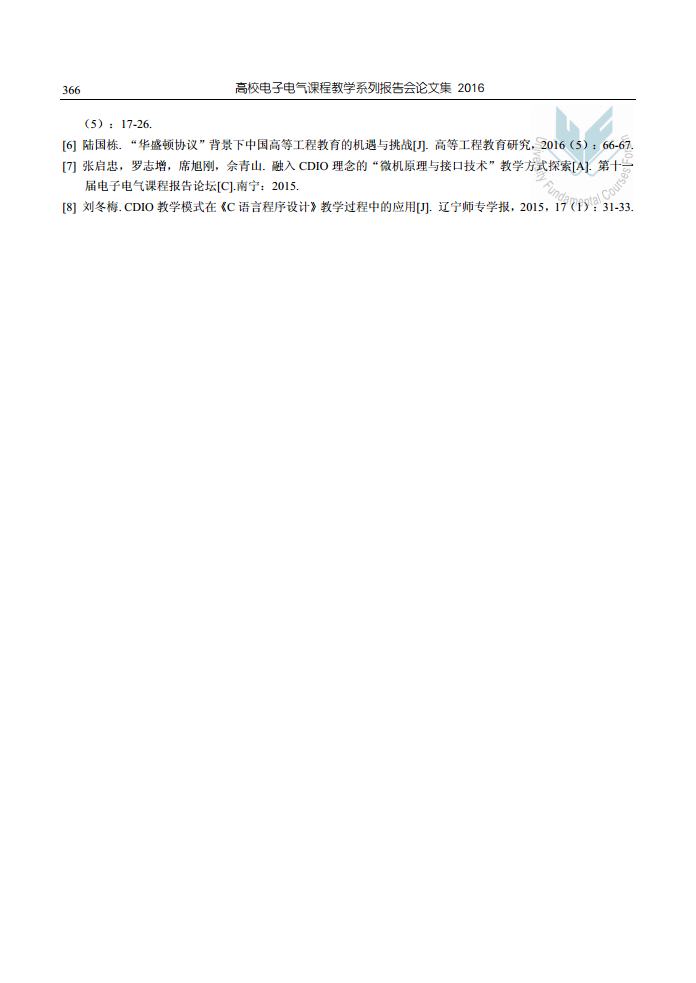 366
高校电子电气课程教学系列报告会论文集 2016
（5）：17-26.
[6] 陆国栋. “华盛顿协议”背景下中国高等工程教育的机遇与挑战[J]. 高等工程教育研究，2016（5）：66-67.
[7] 张启忠，罗志增，席旭刚，佘青山. 融入 CDIO 理念的“微机原理与接口技术”教学方式探索[A]. 第十一
届电子电气课程报告论坛[C].南宁：2015.
[8] 刘冬梅. CDIO 教学模式在《C 语言程序设计》教学过程中的应用[J]. 辽宁师专学报，2015，17（1）：31-33.
University Fundamental Courses Forum